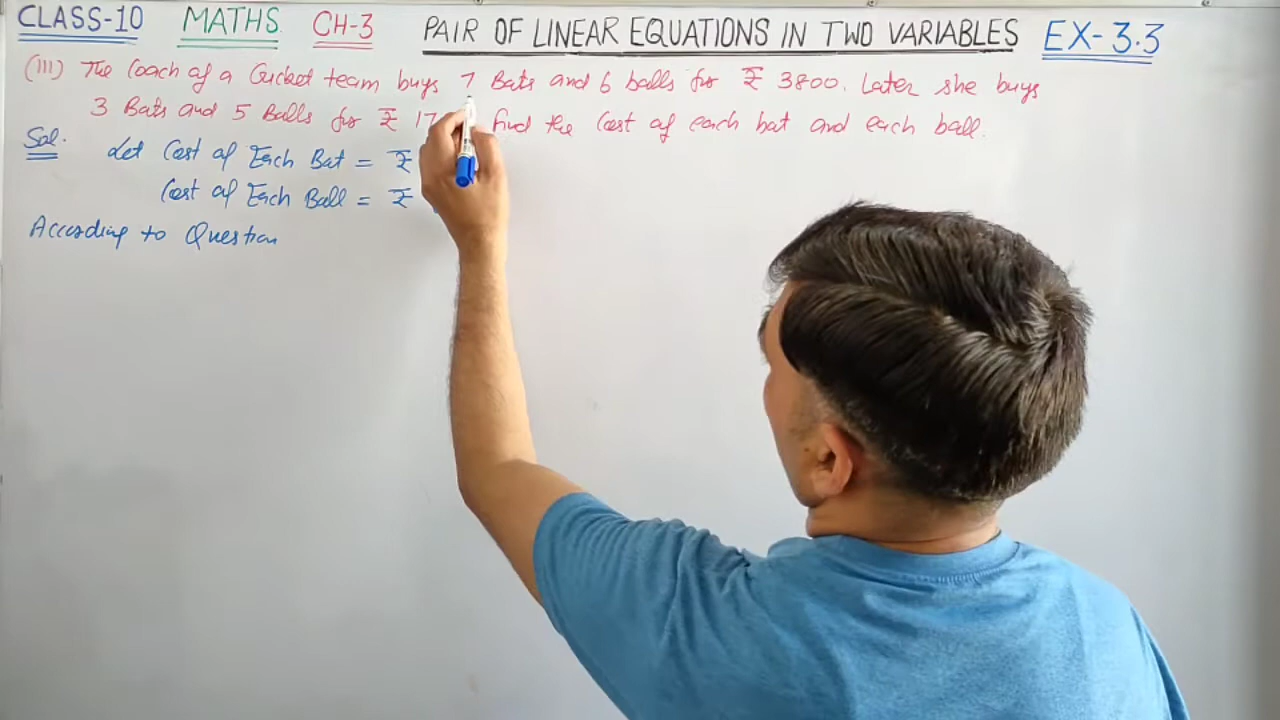 CLASS-10 MATHS CH-3 PAIR OF LINEAR EQUATIONS IN TWO VARIABLES EX-3.3
(iii) The Coach of a Cricket team buys 7 Bats and 6 balls for ₹ 3800. Later she buys
3 Bats and 5 Balls for ₹ 17 find the Cost of each bat and each ball.
Sol. Let Cost of Each Bat = ₹
Cost of Each Ball = ₹
According to Question